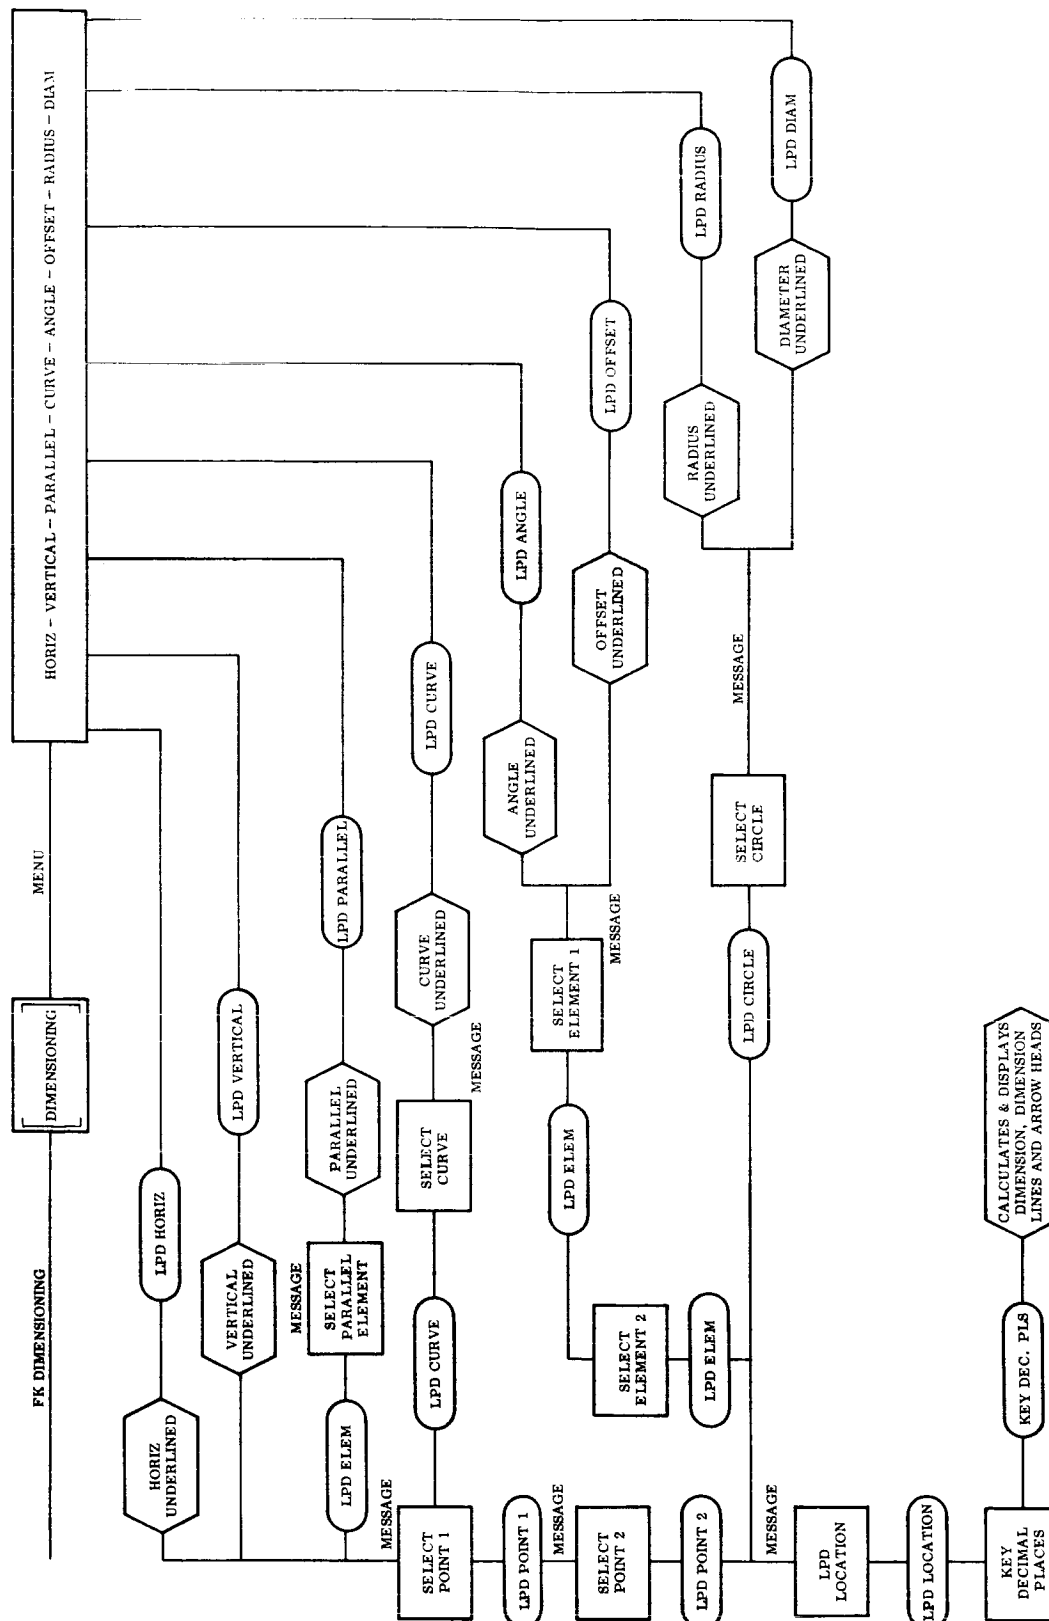 FK DIMENSIONING
DIMENSIONING
MENU
HORIZ – VERTICAL – PARALLEL – CURVE – ANGLE – OFFSET – RADIUS – DIAM
HORIZ
UNDERLINED
LPD HORIZ
VERTICAL
UNDERLINED
LPD VERTICAL
LPD ELEM
MESSAGE
SELECT
PARALLEL
ELEMENT
PARALLEL
UNDERLINED
LPD PARALLEL
MESSAGE
SELECT
POINT 1
LPD CURVE
SELECT
CURVE
MESSAGE
CURVE
UNDERLINED
LPD CURVE
LPD POINT 1
MESSAGE
SELECT
POINT 2
LPD POINT 2
SELECT
ELEMENT 2
LPD ELEM
LPD ELEM
SELECT
ELEMENT 1
MESSAGE
ANGLE
UNDERLINED
LPD ANGLE
OFFSET
UNDERLINED
LPD OFFSET
MESSAGE
LPD CIRCLE
SELECT
CIRCLE
MESSAGE
RADIUS
UNDERLINED
LPD RADIUS
DIAMETER
UNDERLINED
LPD DIAM
LPD
LOCATION
LPD LOCATION
KEY
DECIMAL
PLACES
KEY DEC. PLS
CALCULATES & DISPLAYS
DIMENSION, DIMENSION
LINES AND ARROW HEADS